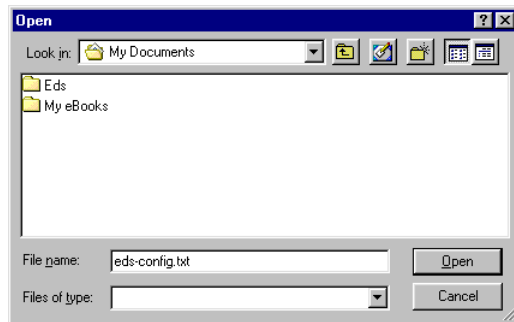 Open
Look in: My Documents
Eds
My eBooks
File name: eds-config.txt Open
Files of type: Cancel